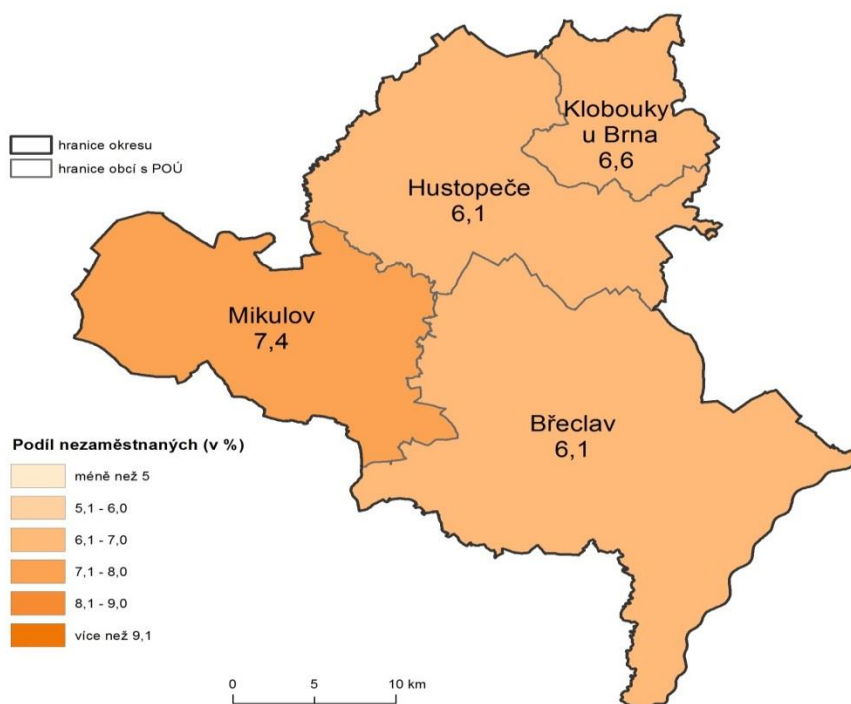 Klobouky
u Brna
6,6
hranice okresu
hranice obcí s POÚ
Hustopeče
6,1
Mikulov
7,4
Břeclav
6,1
Podíl nezaměstnaných (v %)
méně než 5
5,1 - 6,0
6,1 - 7,0
7,1 - 8,0
8,1 - 9,0
více než 9,1
0 5 10 km